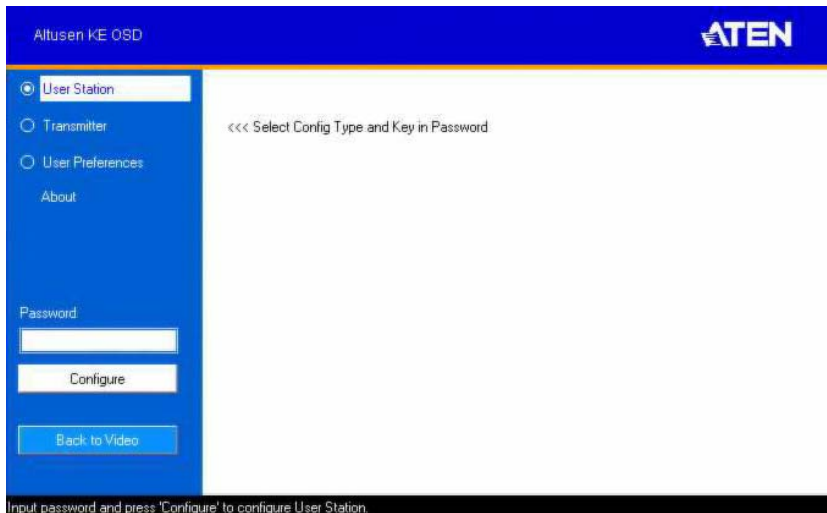 Altusen KE OSD
ATEN
User Station
Transmitter
User Preferences
About
<<< Select Config Type and Key in Password
Password
Configure
Back to Video
Input password and press 'Configure' to configure User Station.